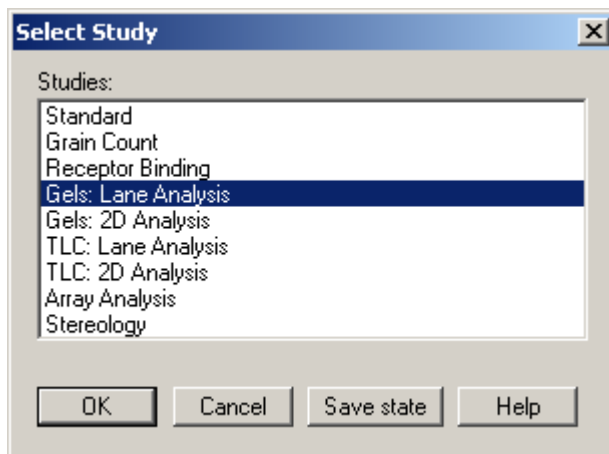 Select Study
Studies:
Standard
Grain Count
Receptor Binding
Gels: Lane Analysis
Gels: 2D Analysis
TLC: Lane Analysis
TLC: 2D Analysis
Array Analysis
Stereology
OK Cancel Save state Help